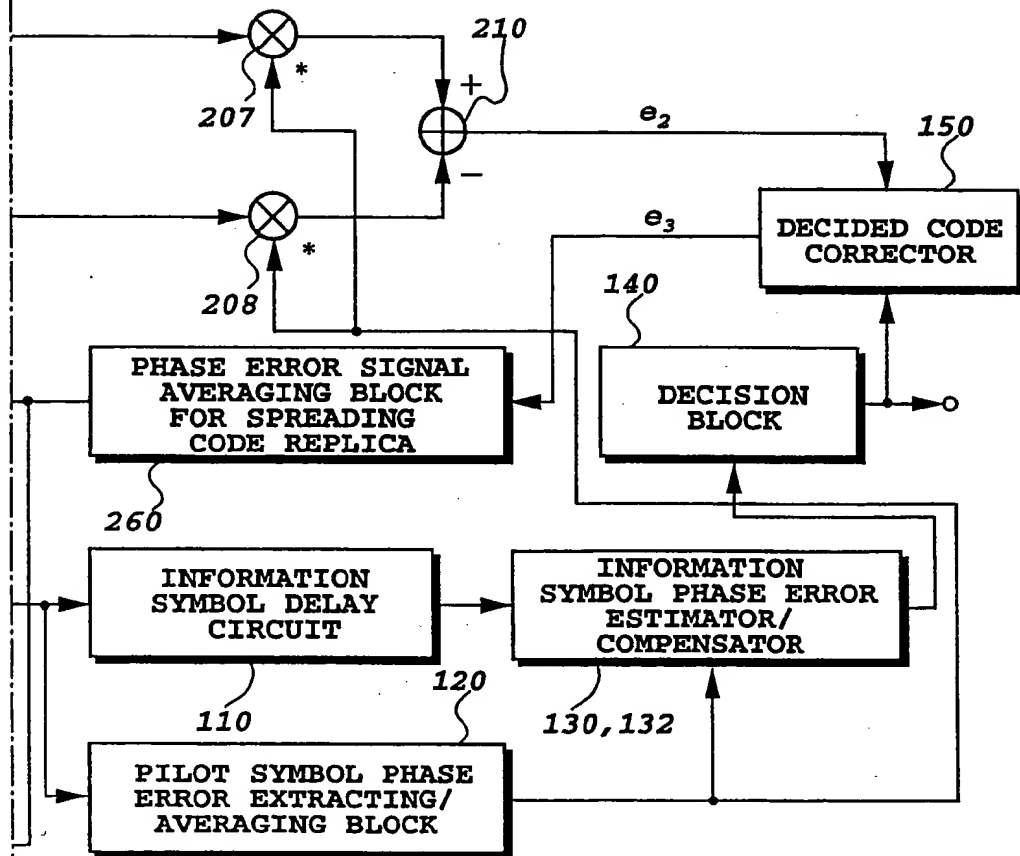 210
*
207
+
e2
150
−
DECIDED CODE
CORRECTOR
e3
*
208
140
PHASE ERROR SIGNAL
AVERAGING BLOCK
FOR SPREADING
CODE REPLICA
DECISION
BLOCK
260
INFORMATION
SYMBOL DELAY
CIRCUIT
INFORMATION
SYMBOL PHASE ERROR
ESTIMATOR/
COMPENSATOR
110
120
130,132
PILOT SYMBOL PHASE
ERROR EXTRACTING/
AVERAGING BLOCK